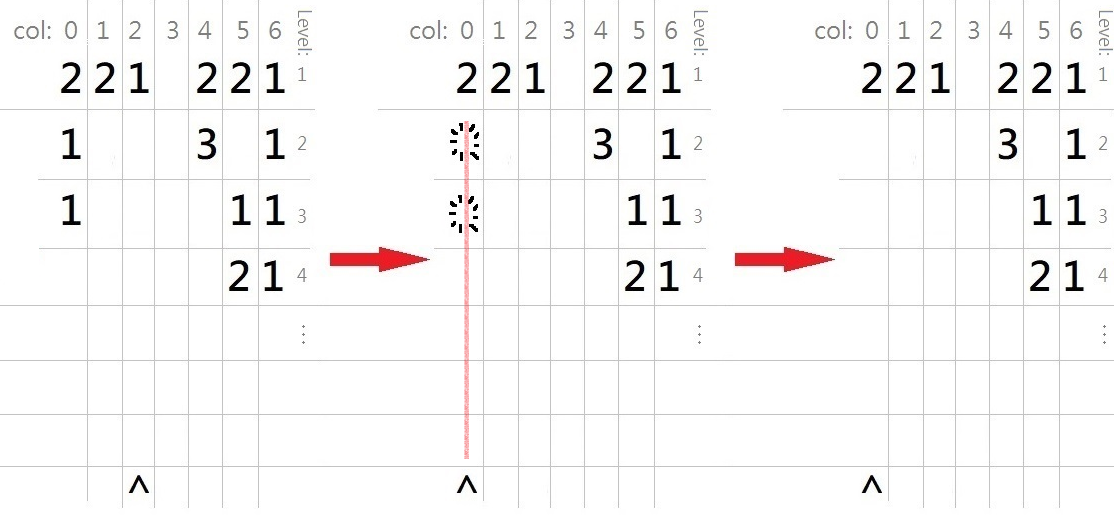 col: 0 1 2 3 4 5 6 Level: col: 0 1 2 3 4 5 6 Level: col: 0 1 2 3 4 5 6 Level:
2 2 1 2 2 1 1 2 2 1 2 2 1 1 2 2 1 2 2 1 1
1 3 1 2 3 1 2 3 1 2
1 1 1 3 1 1 3 1 1 3
2 1 4 2 1 4 2 1 4
⋮ ⋮ ⋮
^ ^ ^